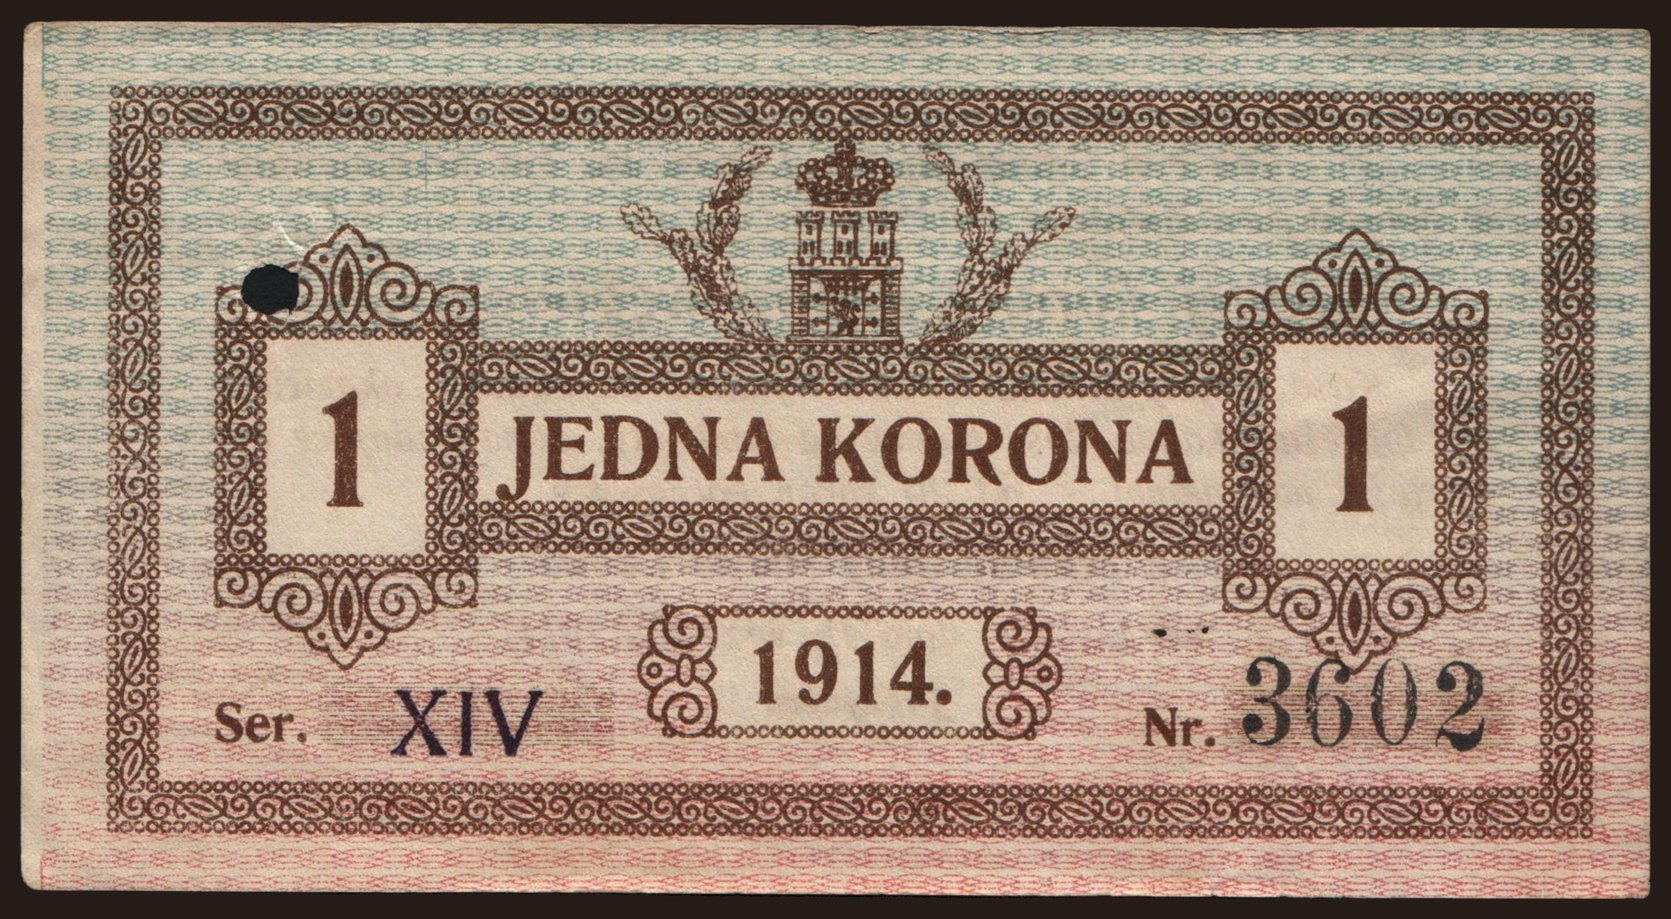 1 JEDNA KORONA 1
1914.
Ser. XIV Nr. 3602